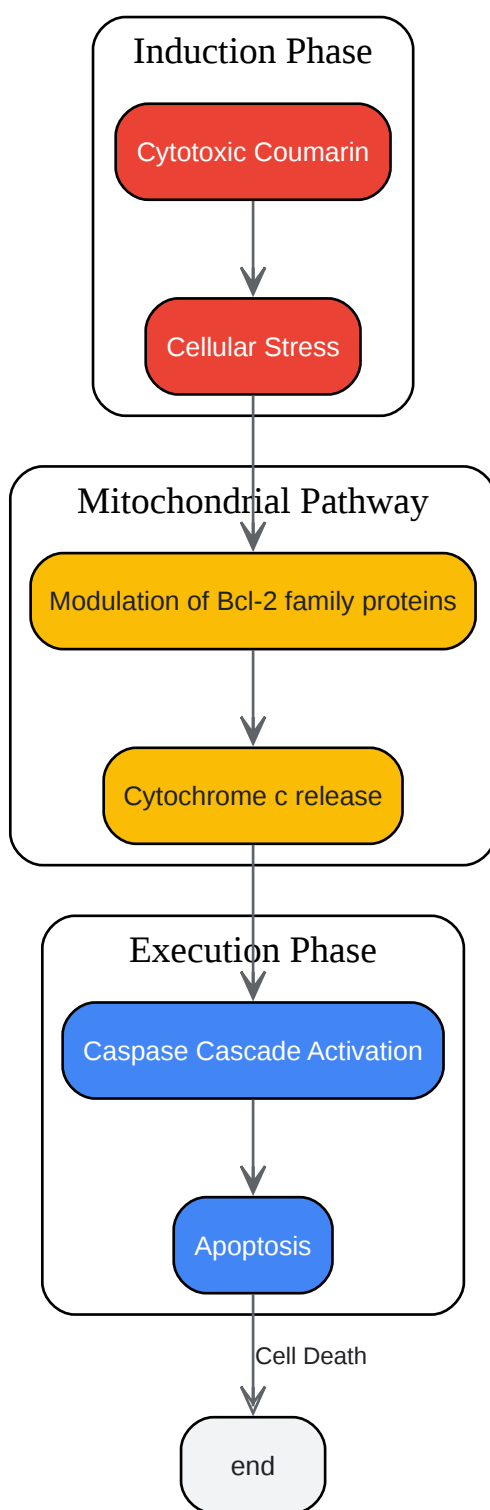 Induction Phase
Cytotoxic Coumarin
Cellular Stress
Mitochondrial Pathway
Modulation of Bcl-2 family proteins
Cytochrome c release
Execution Phase
Caspase Cascade Activation
Apoptosis
Cell Death
end